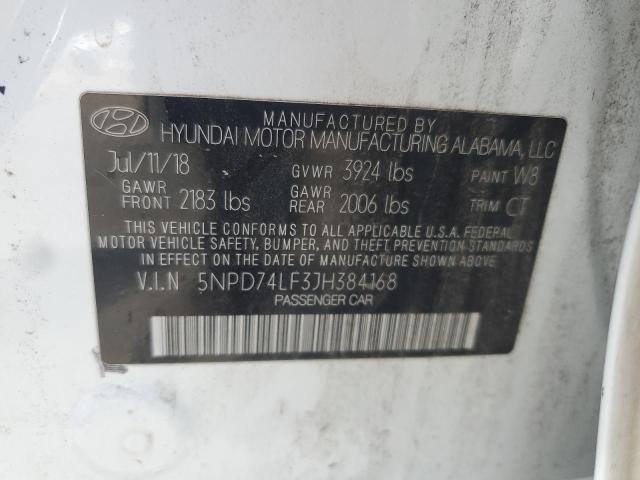 MANUFACTURED BY
HYUNDAI MOTOR MANUFACTURING ALABAMA, LLC
Jul/11/18 GVWR 3924 lbs PAINT W8
GAWR FRONT 2183 lbs GAWR REAR 2006 lbs TRIM CT
THIS VEHICLE CONFORMS TO ALL APPLICABLE U.S.A. FEDERAL
MOTOR VEHICLE SAFETY, BUMPER, AND THEFT PREVENTION STANDARDS
IN EFFECT ON THE DATE OF MANUFACTURE SHOWN ABOVE.
V.I.N 5NPD74LF3JH384168
PASSENGER CAR